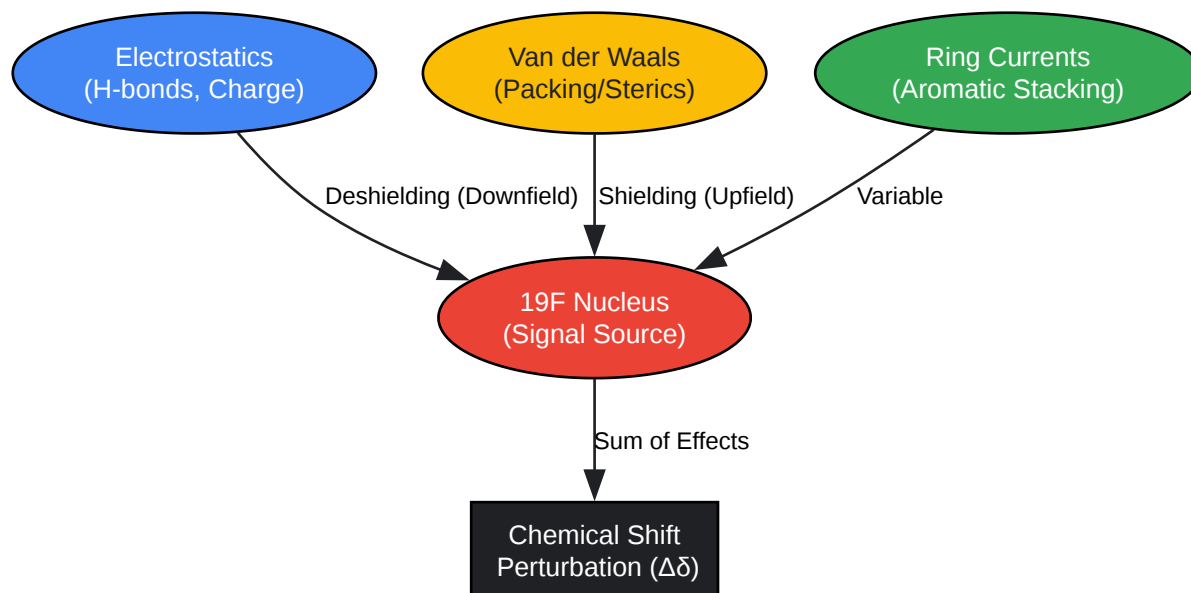 Electrostatics
(H-bonds, Charge)
Van der Waals
(Packing/Sterics)
Ring Currents
(Aromatic Stacking)
Deshielding (Downfield)
Shielding (Upfield)
Variable
19F Nucleus
(Signal Source)
Sum of Effects
Chemical Shift
Perturbation (Δδ)